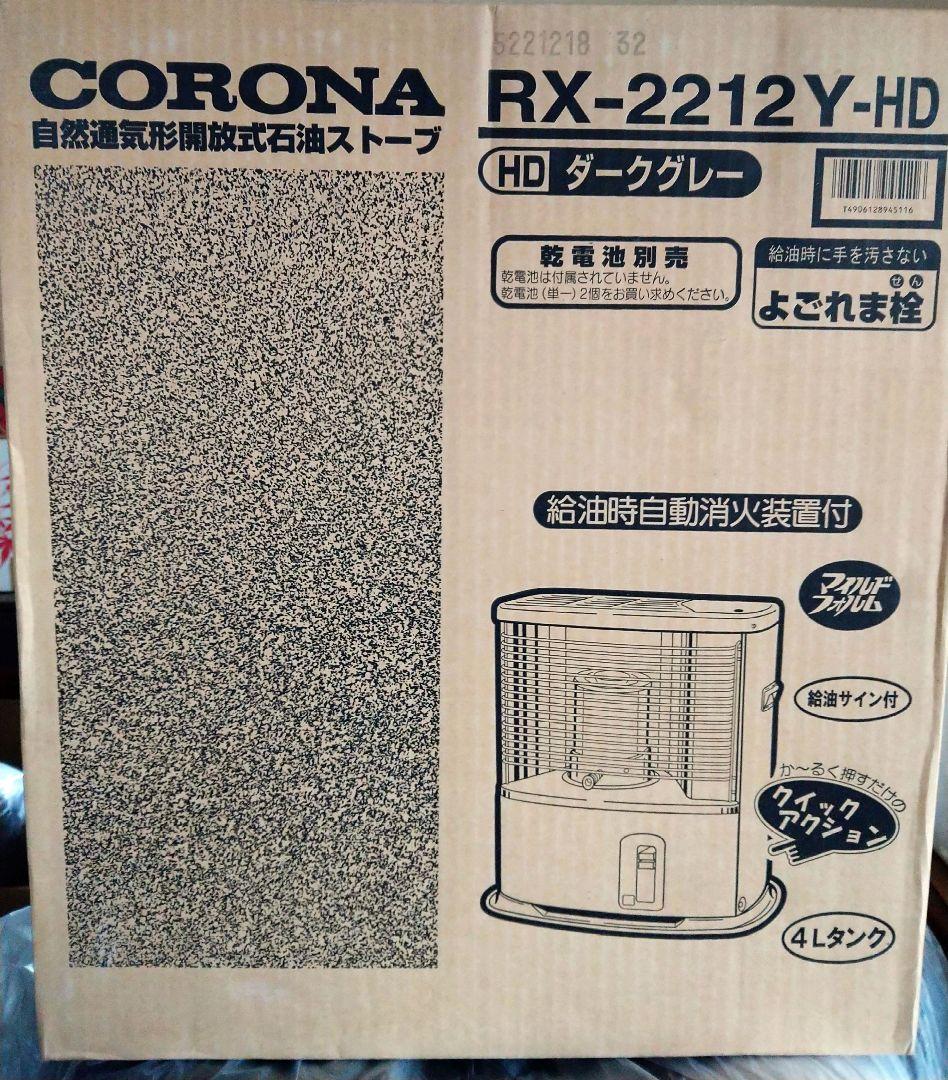 5221218 32
CORONA
自然通気形開放式石油ストーブ
RX-2212Y-HD
HD ダークグレー
T4906128945116
乾電池別売
乾電池は付属されていません。
乾電池(単一)2個をお買い求めください。
給油時に手を汚さない
せん
よごれま栓
給油時自動消火装置付
マイルド
フォルム
給油サイン付
か〜るく押すだけの
クイック
アクション
4Lタンク